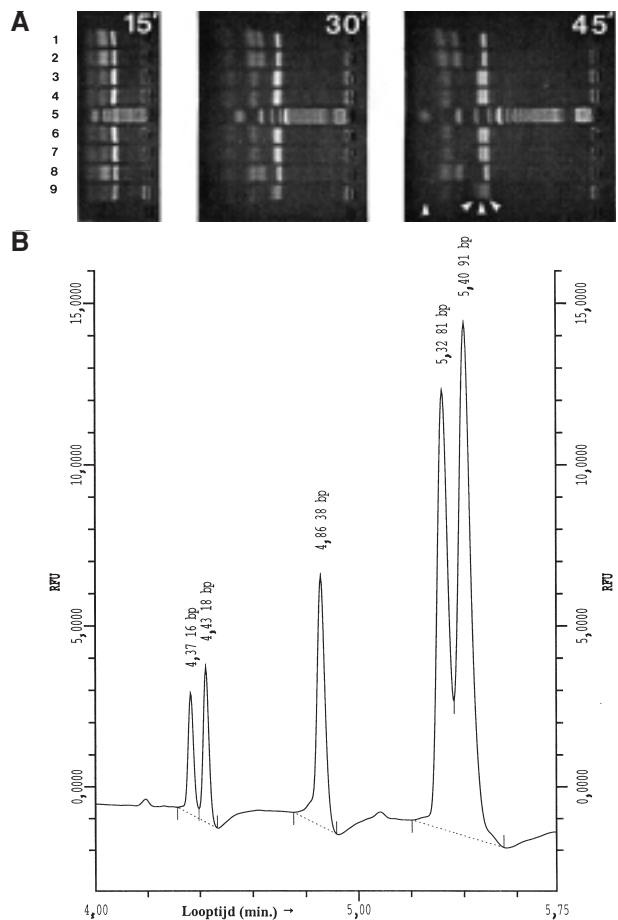 A
15'
30'
45'
1
2
3
4
5
6
7
8
9
B
15,0000
10,0000
5,0000
0,0000
RFU
4,37 16 bp
4,43 18 bp
4,86 38 bp
5,32 81 bp
5,40 91 bp
15,0000
10,0000
5,0000
0,0000
RFU
4,00
Looptijd (min.) →
5,00
5,75